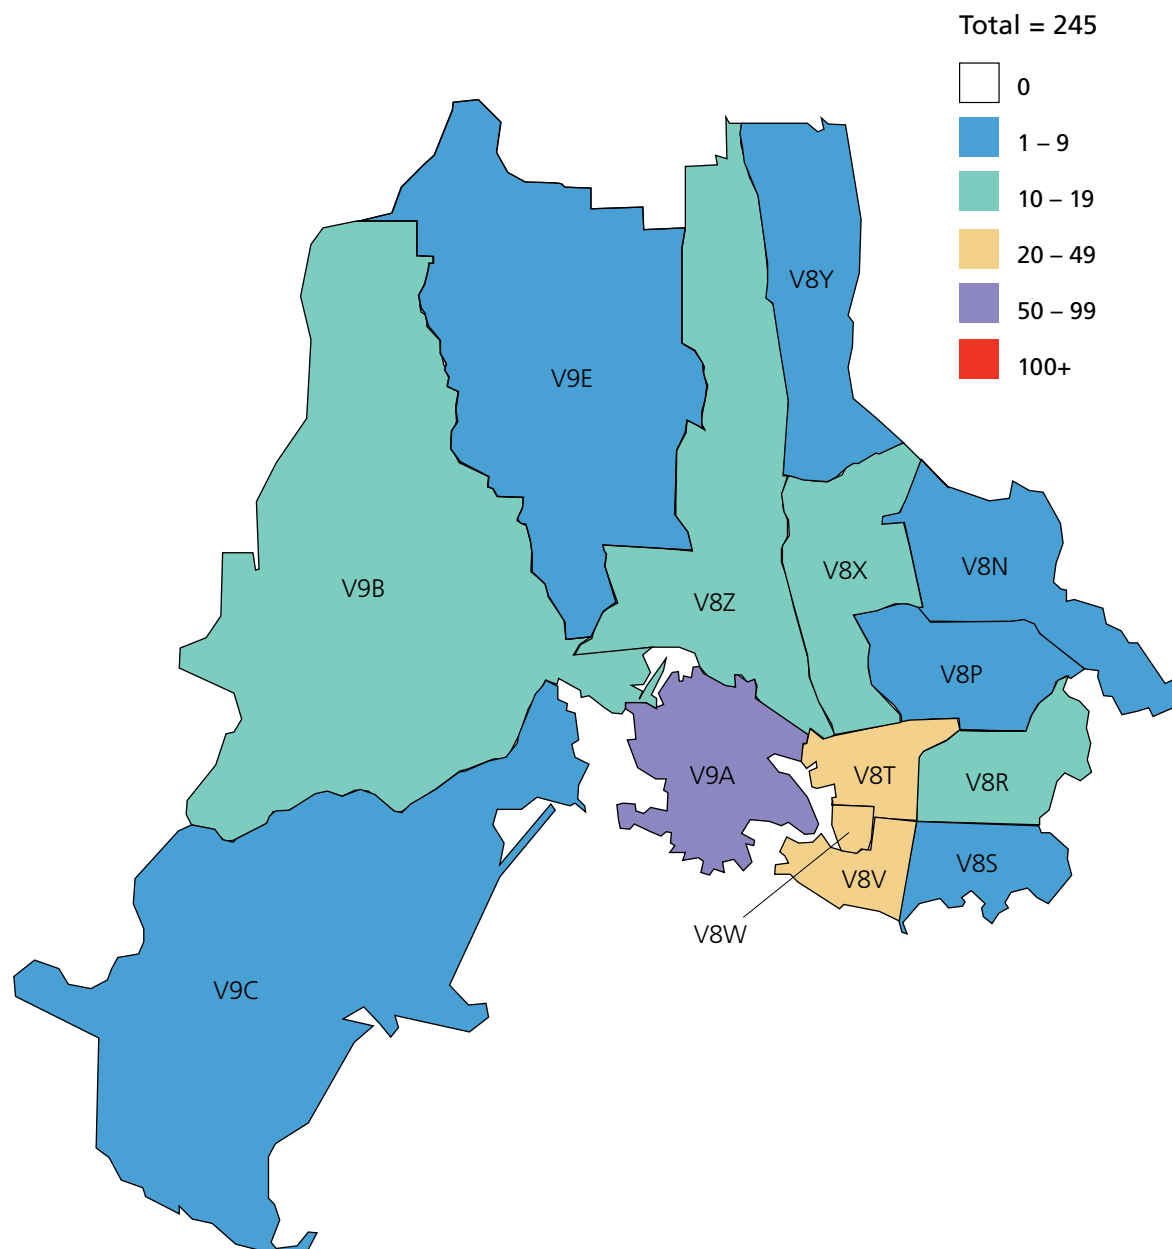 Total = 245
0
1 – 9
10 – 19
20 – 49
50 – 99
100+
V8Y
V9E
V8N
V8X
V9B
V8Z
V8P
V9A
V8T
V8R
V8S
V8V
V8W
V9C